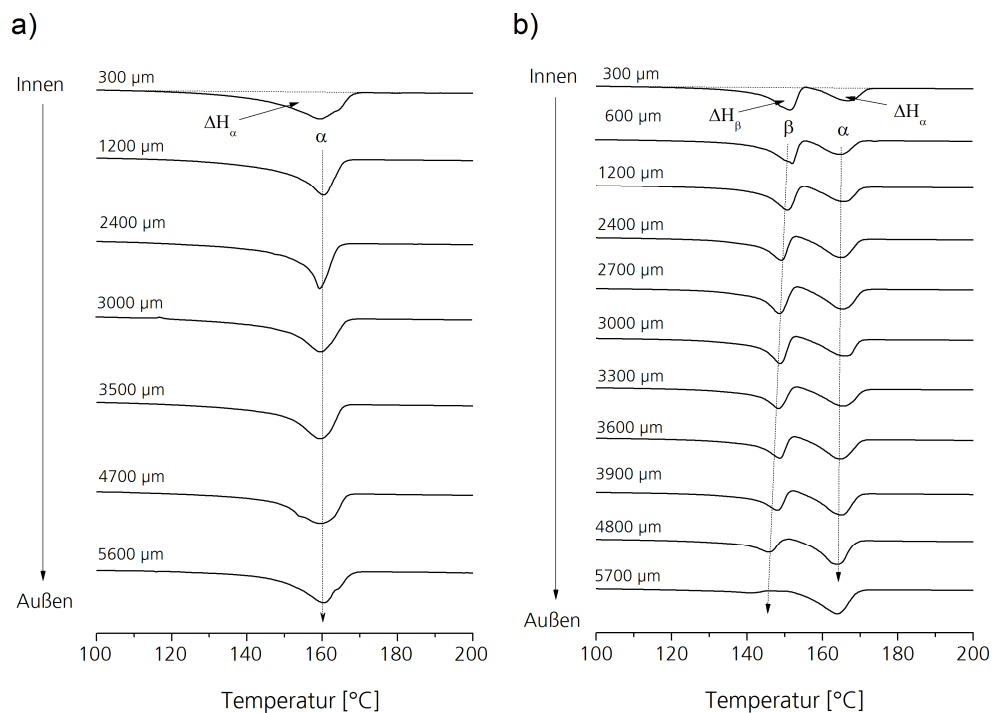 a)
Innen
300 µm
ΔHα
α
1200 µm
2400 µm
3000 µm
3500 µm
4700 µm
5600 µm
Außen
100 120 140 160 180 200
Temperatur [°C]
b)
Innen
300 µm
ΔHβ
ΔHα
600 µm
β
α
1200 µm
2400 µm
2700 µm
3000 µm
3300 µm
3600 µm
3900 µm
4800 µm
5700 µm
Außen
100 120 140 160 180 200
Temperatur [°C]